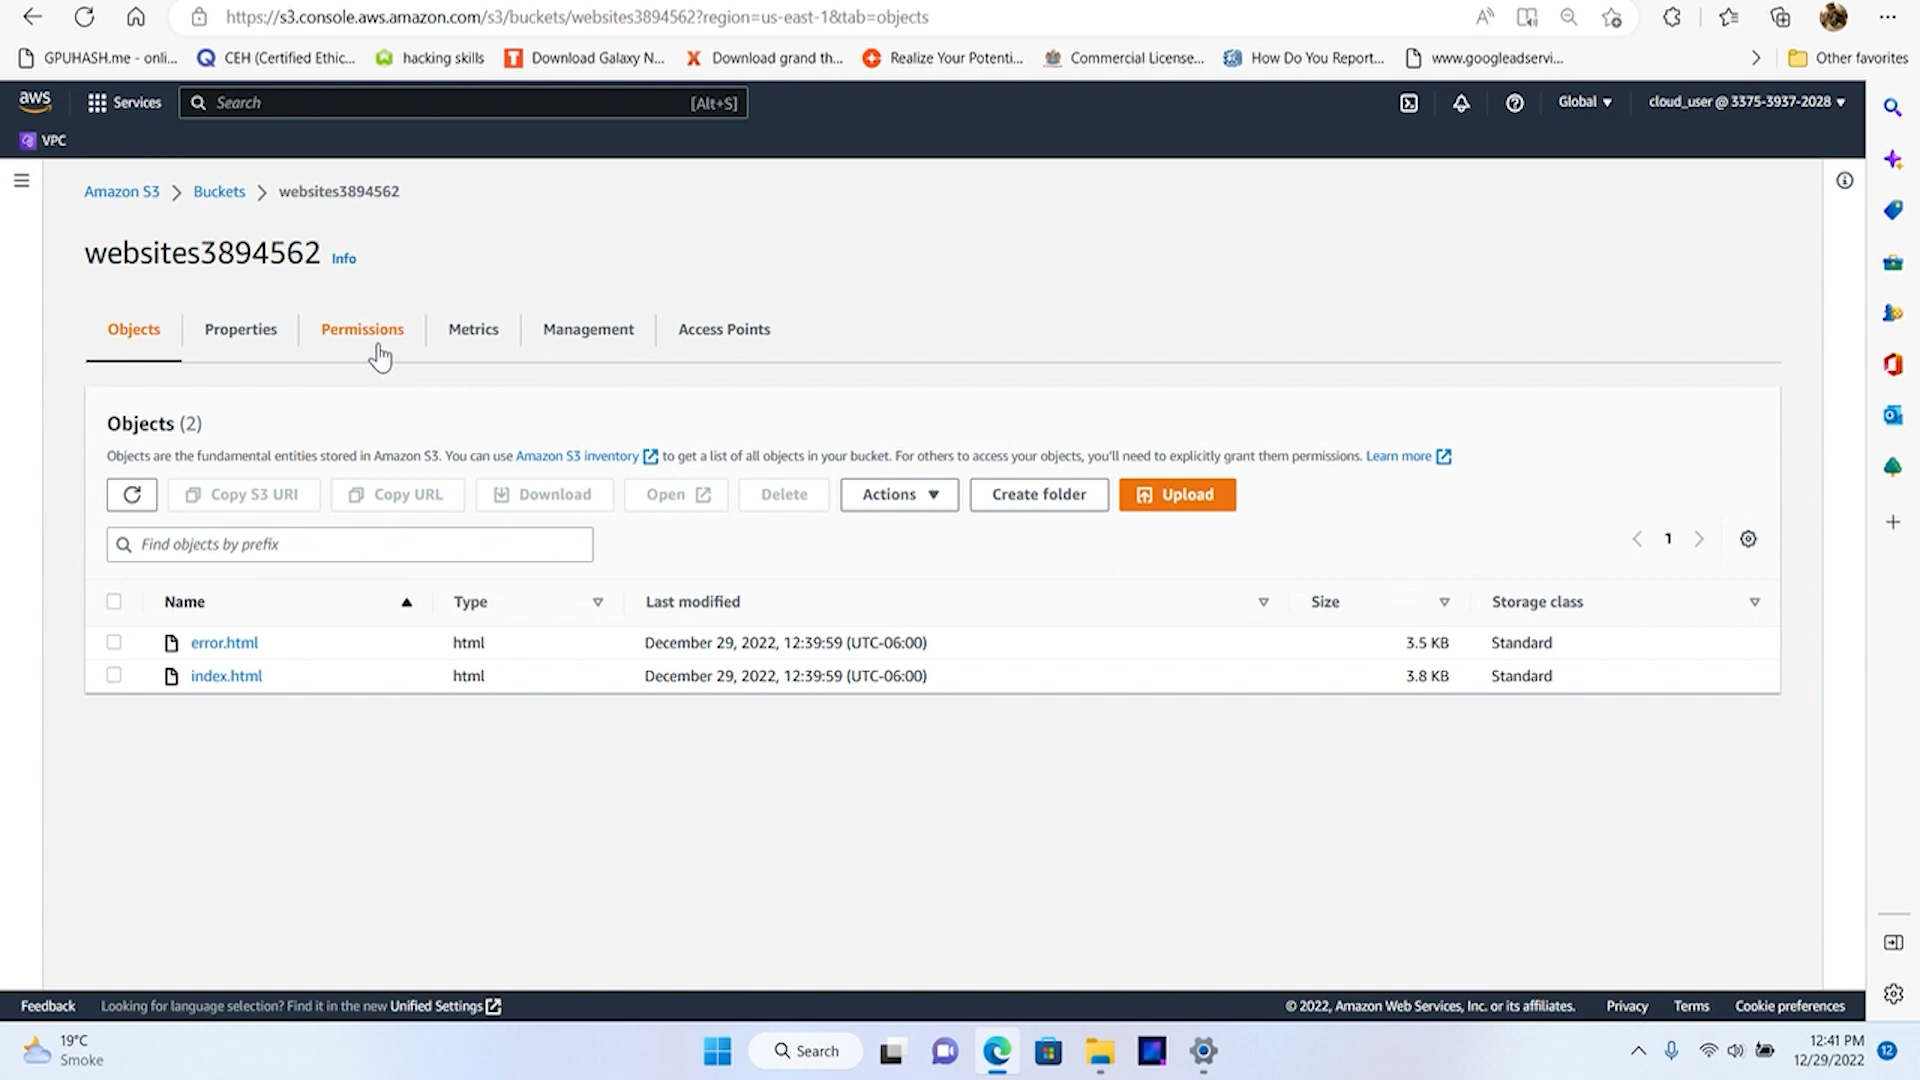 https://s3.console.aws.amazon.com/s3/buckets/websites3894562?region=us-east-1&tab=objects
GPUHASH.me - onli... CEH (Certified Ethic... hacking skills Download Galaxy N... Download grand th... Realize Your Potenti... Commercial License... How Do You Report... www.googleadservi... Other favorites
aws Services Search [Alt+S] Global cloud_user @ 3375-3937-2028
VPC
Amazon S3 Buckets websites3894562
websites3894562 Info
Objects Properties Permissions Metrics Management Access Points
Objects (2)
Objects are the fundamental entities stored in Amazon S3. You can use Amazon S3 inventory to get a list of all objects in your bucket. For others to access your objects, you'll need to explicitly grant them permissions. Learn more
Copy S3 URI Copy URL Download Open Delete Actions Create folder Upload
Find objects by prefix 1
Name Type Last modified Size Storage class
error.html html December 29, 2022, 12:39:59 (UTC-06:00) 3.5 KB Standard
index.html html December 29, 2022, 12:39:59 (UTC-06:00) 3.8 KB Standard
Feedback Looking for language selection? Find it in the new Unified Settings © 2022, Amazon Web Services, Inc. or its affiliates. Privacy Terms Cookie preferences
19°C Search 12:41 PM
Smoke 12/29/2022 12